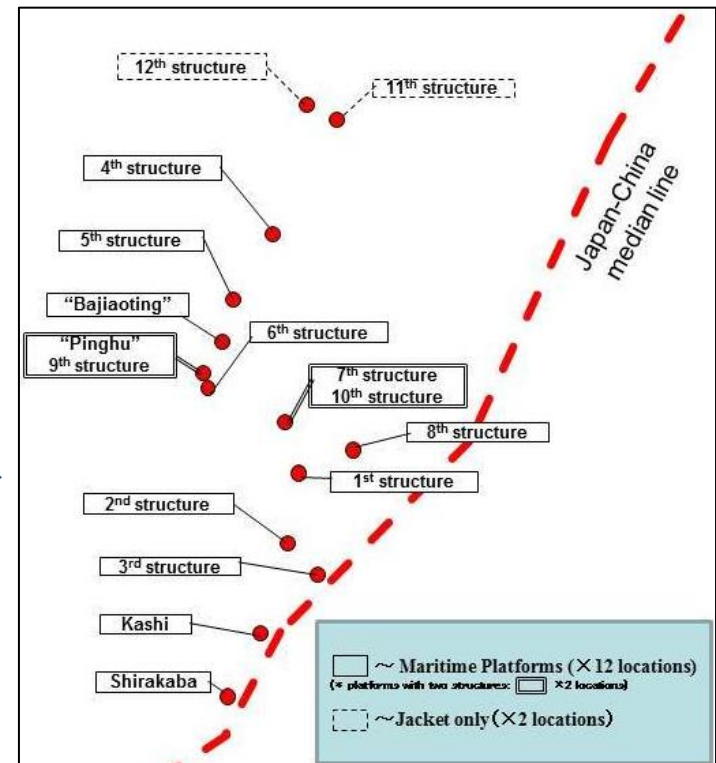 12th structure
11th structure
4th structure
Japan-China
median line
5th structure
“Bajiaoting”
6th structure
“Pinghu”
9th structure
7th structure
10th structure
8th structure
1st structure
2nd structure
3rd structure
Kashi
Shirakaba
～ Maritime Platforms (×12 locations)
(* platforms with two structures: ×2 locations)
～Jacket only(×2 locations)